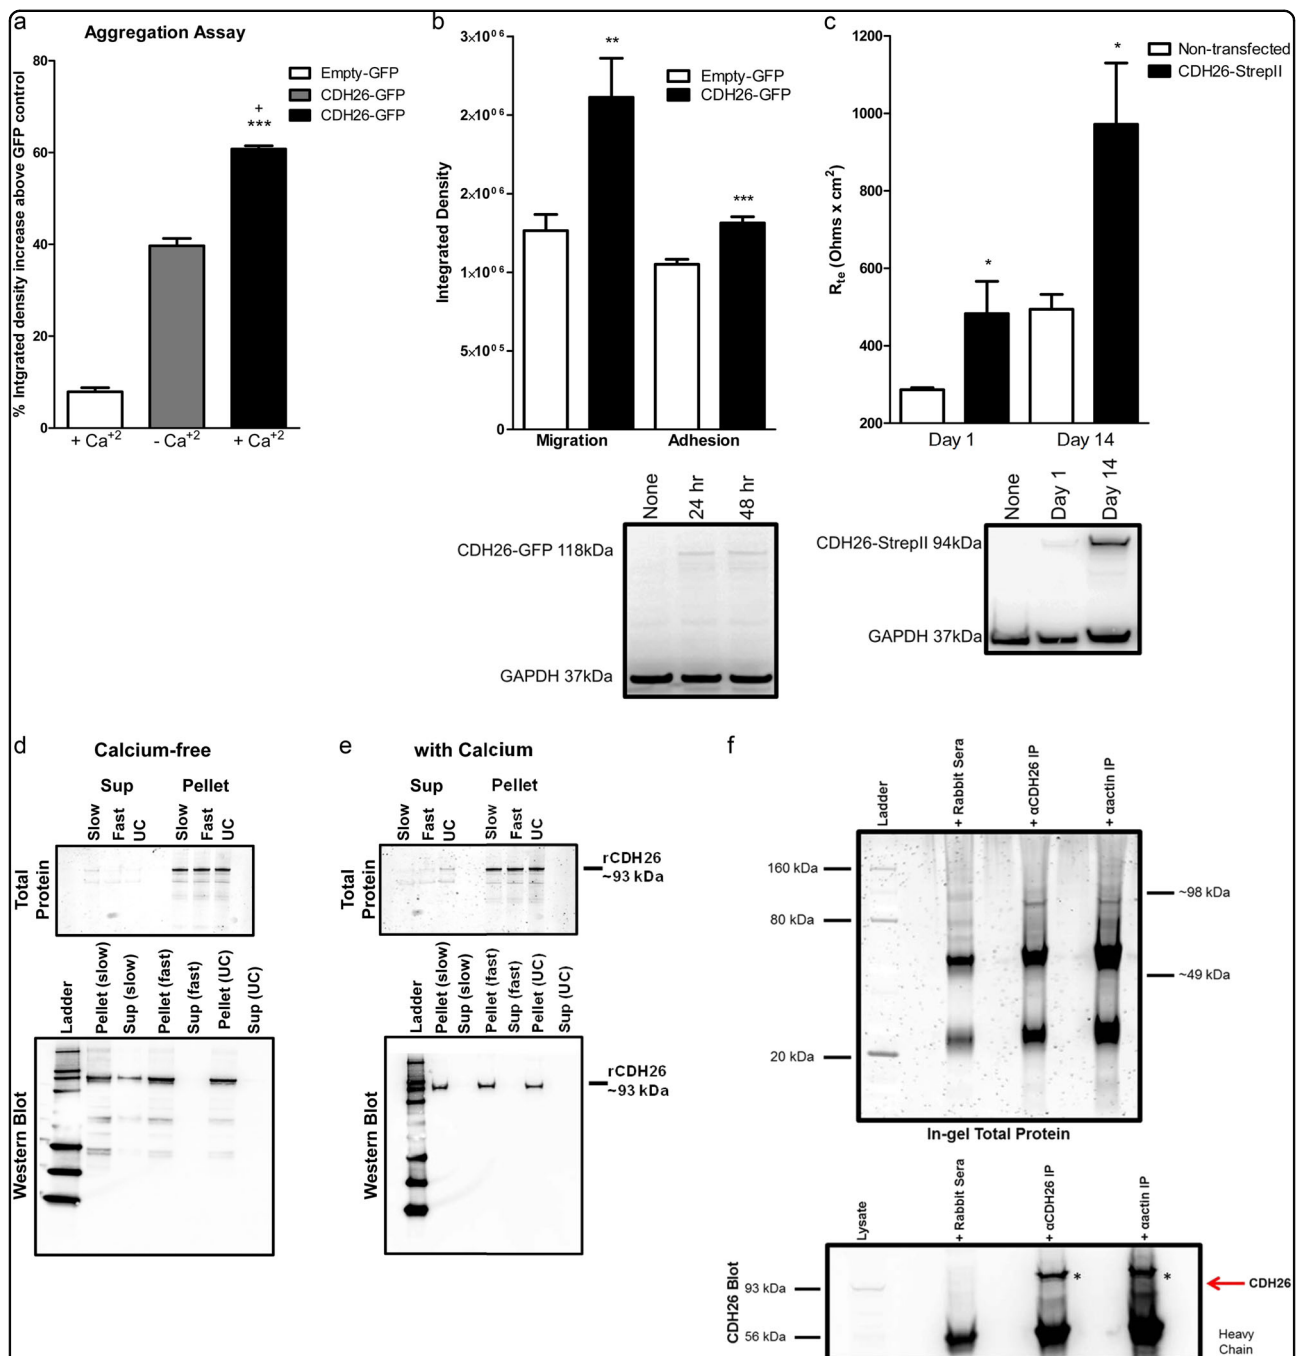 a
Aggregation Assay
% Intgrated density increase above GFP control
80
60
40
20
0
Empty-GFP
CDH26-GFP
CDH26-GFP
+
***
+ Ca+2
- Ca+2
+ Ca+2
b
Integrated Density
3×10⁰⁶
2×10⁰⁶
2×10⁰⁶
1×10⁰⁶
5×10⁰⁵
0
Empty-GFP
CDH26-GFP
**
***
Migration
Adhesion
None
24 hr
48 hr
CDH26-GFP 118kDa
GAPDH 37kDa
c
Rte (Ohms x cm²)
1200
1000
800
600
400
200
Non-transfected
CDH26-StrepII
*
*
Day 1
Day 14
None
Day 1
Day 14
CDH26-StrepII 94kDa
GAPDH 37kDa
d
Calcium-free
Sup
Pellet
Slow
Fast
UC
Slow
Fast
UC
Total
Protein
Ladder
Pellet (slow)
Sup (slow)
Pellet (fast)
Sup (fast)
Pellet (UC)
Sup (UC)
Western Blot
e
with Calcium
Sup
Pellet
Slow
Fast
UC
Slow
Fast
UC
Total
Protein
rCDH26
~93 kDa
Ladder
Pellet (slow)
Sup (slow)
Pellet (fast)
Sup (fast)
Pellet (UC)
Sup (UC)
Western Blot
rCDH26
~93 kDa
f
Ladder
+ Rabbit Sera
+ αCDH26 IP
+ αactin IP
160 kDa
80 kDa
20 kDa
~98 kDa
~49 kDa
In-gel Total Protein
Lysate
+ Rabbit Sera
+ αCDH26 IP
+ αactin IP
CDH26 Blot
93 kDa
56 kDa
*
*
CDH26
Heavy
Chain